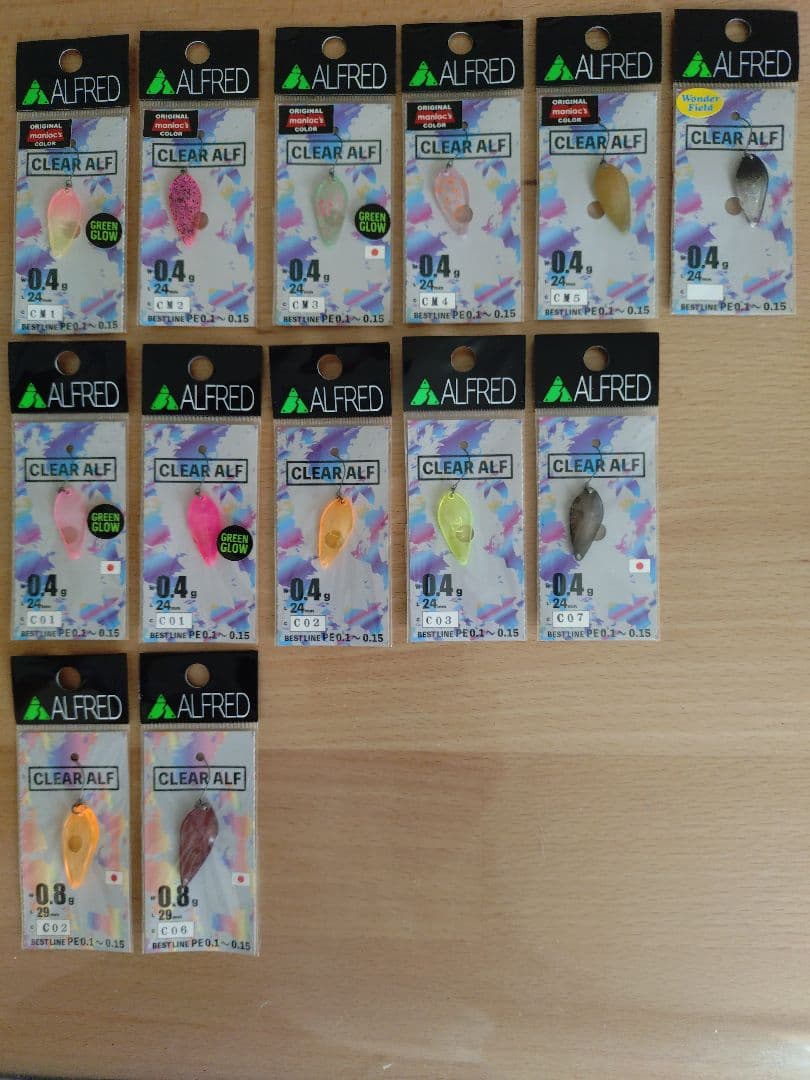 ALFRED
ORIGINAL
maniac's
COLOR
CLEAR ALF
GREEN
GLOW
W 0.4g
L 24mm
C CM1
BEST LINE PE0.1～0.15
ALFRED
ORIGINAL
maniac's
COLOR
CLEAR ALF
W 0.4g
L 24mm
C CM2
BEST LINE PE0.1～0.15
ALFRED
ORIGINAL
maniac's
COLOR
CLEAR ALF
GREEN
GLOW
W 0.4g
L 24mm
C CM3
BEST LINE PE0.1～0.15
ALFRED
ORIGINAL
maniac's
COLOR
CLEAR ALF
W 0.4g
L 24mm
C CM4
BEST LINE PE0.1～0.15
ALFRED
ORIGINAL
maniac's
COLOR
CLEAR ALF
W 0.4g
L 24mm
C CM5
BEST LINE PE0.1～0.15
ALFRED
Wonder
Field
CLEAR ALF
W 0.4g
L 24mm
C
BEST LINE PE0.1～0.15
ALFRED
CLEAR ALF
GREEN
GLOW
W 0.4g
L 24mm
C C01
BEST LINE PE0.1～0.15
ALFRED
CLEAR ALF
GREEN
GLOW
W 0.4g
L 24mm
C C01
BEST LINE PE0.1～0.15
ALFRED
CLEAR ALF
W 0.4g
L 24mm
C C02
BEST LINE PE0.1～0.15
ALFRED
CLEAR ALF
W 0.4g
L 24mm
C C03
BEST LINE PE0.1～0.15
ALFRED
CLEAR ALF
W 0.4g
L 24mm
C C07
BEST LINE PE0.1～0.15
ALFRED
CLEAR ALF
W 0.8g
L 29mm
C C02
BEST LINE PE0.1～0.15
ALFRED
CLEAR ALF
W 0.8g
L 29mm
C C06
BEST LINE PE0.1～0.15